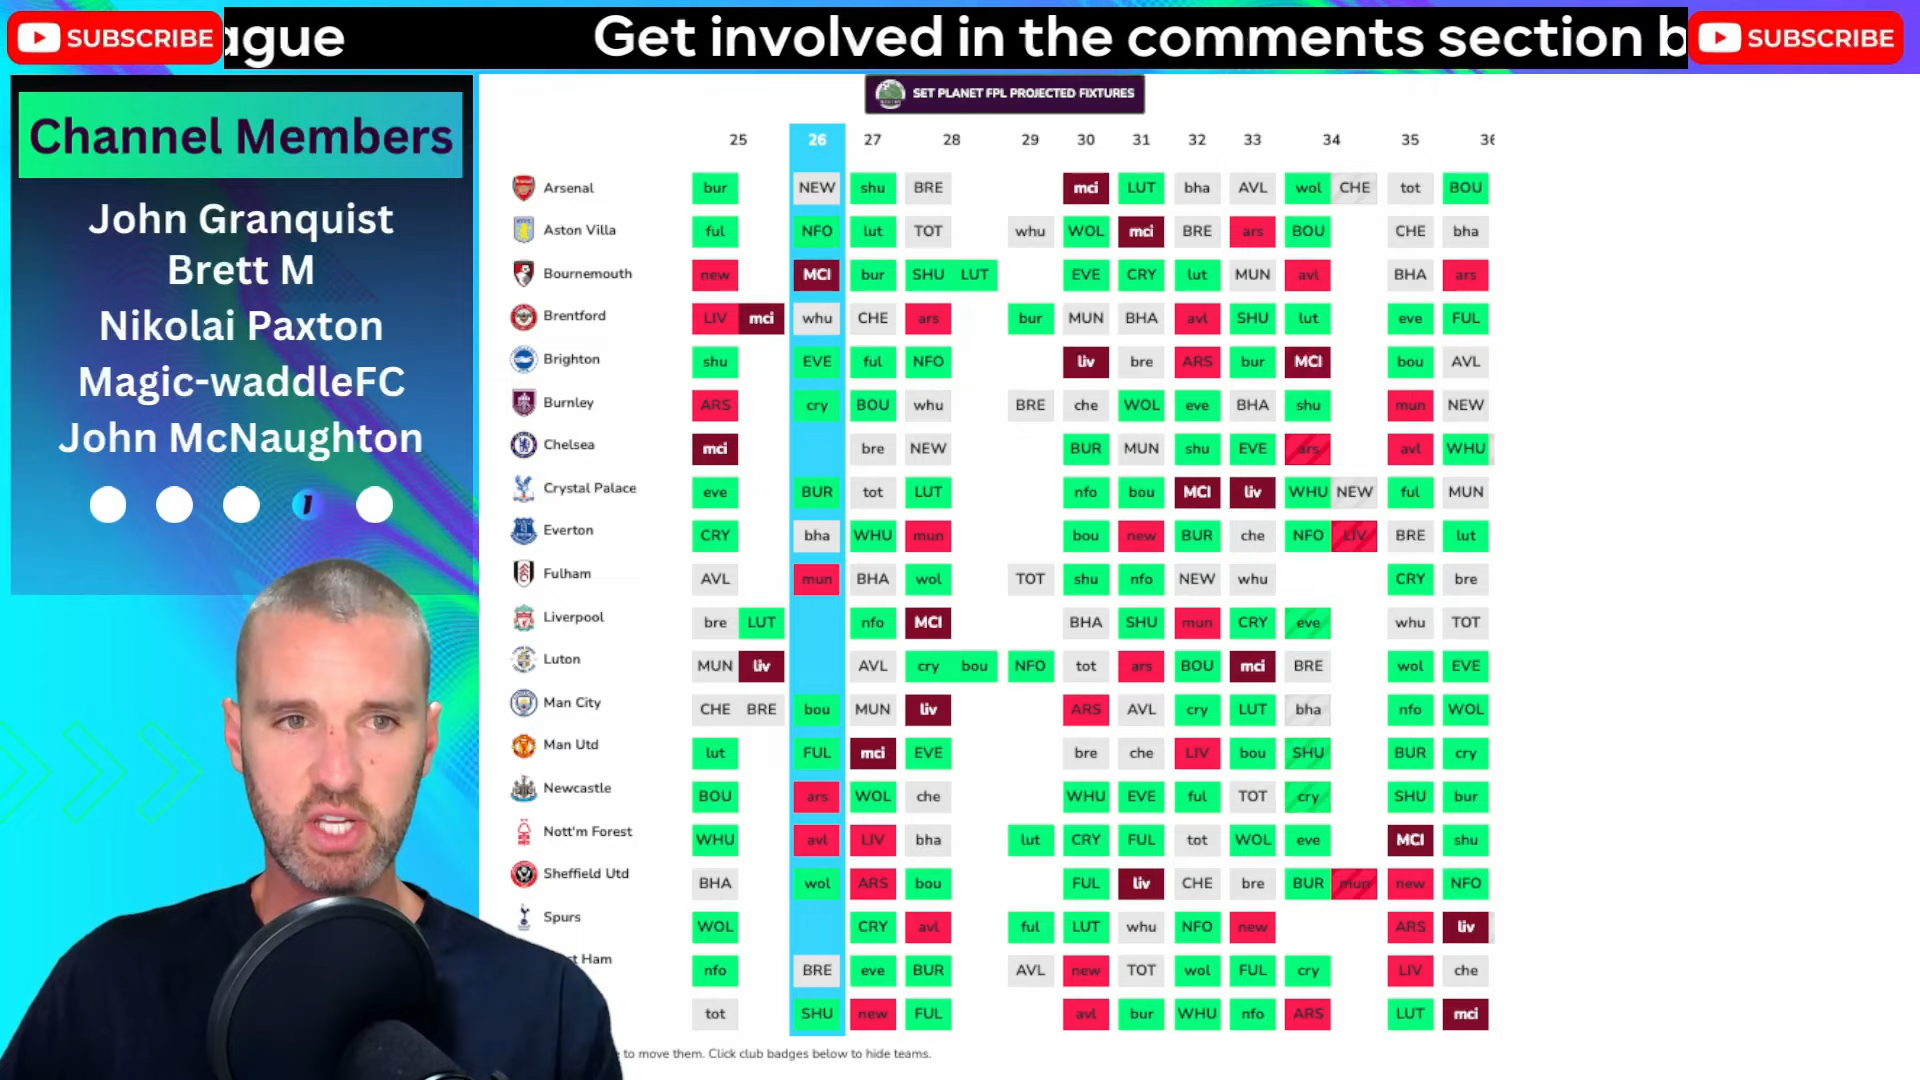 SUBSCRIBE
ague
Get involved in the comments section b
SUBSCRIBE
Channel Members
John Granquist
Brett M
Nikolai Paxton
Magic-waddleFC
John McNaughton
SET PLANET FPL PROJECTED FIXTURES
25 26 27 28 29 30 31 32 33 34 35 36
Arsenal bur NEW shu BRE mci LUT bha AVL wol CHE tot BOU
Aston Villa ful NFO lut TOT whu WOL mci BRE ars BOU CHE bha
Bournemouth new MCI bur SHU LUT EVE CRY lut MUN avl BHA ars
Brentford LIV mci whu CHE ars bur MUN BHA avl SHU lut eve FUL
Brighton shu EVE ful NFO liv bre ARS bur MCI bou AVL
Burnley ARS cry BOU whu BRE che WOL eve BHA shu mun NEW
Chelsea mci bre NEW BUR MUN shu EVE ars avl WHU
Crystal Palace eve BUR tot LUT nfo bou MCI liv WHU NEW ful MUN
Everton CRY bha WHU mun bou new BUR che NFO LIV BRE lut
Fulham AVL mun BHA wol TOT shu nfo NEW whu CRY bre
Liverpool bre LUT nfo MCI BHA SHU mun CRY eve whu TOT
Luton MUN liv AVL cry bou NFO tot ars BOU mci BRE wol EVE
Man City CHE BRE bou MUN liv ARS AVL cry LUT bha nfo WOL
Man Utd lut FUL mci EVE bre che LIV bou SHU BUR cry
Newcastle BOU ars WOL che WHU EVE ful TOT cry SHU bur
Nott'm Forest WHU avl LIV bha lut CRY FUL tot WOL eve MCI shu
Sheffield Utd BHA wol ARS bou FUL liv CHE bre BUR mun new NFO
Spurs WOL CRY avl ful LUT whu NFO new ARS liv
st Ham nfo BRE eve BUR AVL new TOT wol FUL cry LIV che
tot SHU new FUL avl bur WHU nfo ARS LUT mci
to move them. Click club badges below to hide teams.